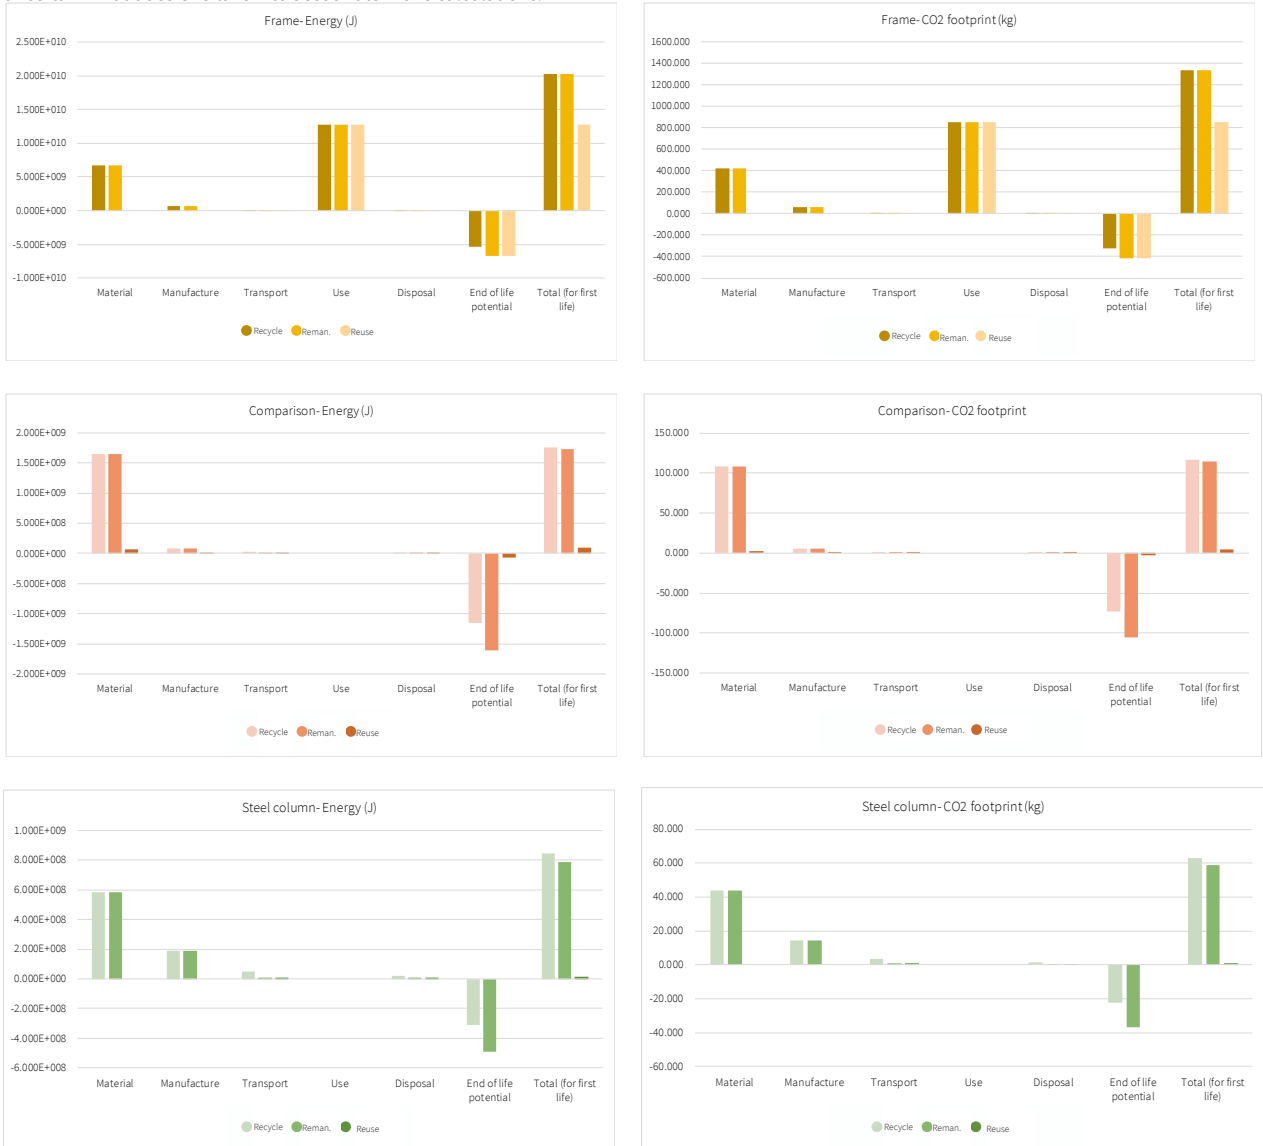 Frame- Energy (J)
2.500E+010
2.000E+010
1.500E+010
1.000E+010
5.000E+009
0.000E+000
-5.000E+009
-1.000E+010
Material Manufacture Transport Use Disposal End of life potential Total (for first life)
Recycle Reman. Reuse
Frame- CO2 footprint (kg)
1600.000
1400.000
1200.000
1000.000
800.000
600.000
400.000
200.000
0.000
-200.000
-400.000
-600.000
Material Manufacture Transport Use Disposal End of life potential Total (for first life)
Recycle Reman. Reuse
Comparison- Energy (J)
2.000E+009
1.500E+009
1.000E+009
5.000E+008
0.000E+000
-5.000E+008
-1.000E+009
-1.500E+009
-2.000E+009
Material Manufacture Transport Use Disposal End of life potential Total (for first life)
Recycle Reman. Reuse
Comparison- CO2 footprint
150.000
100.000
50.000
0.000
-50.000
-100.000
-150.000
Material Manufacture Transport Use Disposal End of life potential Total (for first life)
Recycle Reman. Reuse
Steel column- Energy (J)
1.000E+009
8.000E+008
6.000E+008
4.000E+008
2.000E+008
0.000E+000
-2.000E+008
-4.000E+008
-6.000E+008
Material Manufacture Transport Use Disposal End of life potential Total (for first life)
Recycle Reman. Reuse
Steel column- CO2 footprint (kg)
80.000
60.000
40.000
20.000
0.000
-20.000
-40.000
-60.000
Material Manufacture Transport Use Disposal End of life potential Total (for first life)
Recycle Reman. Reuse